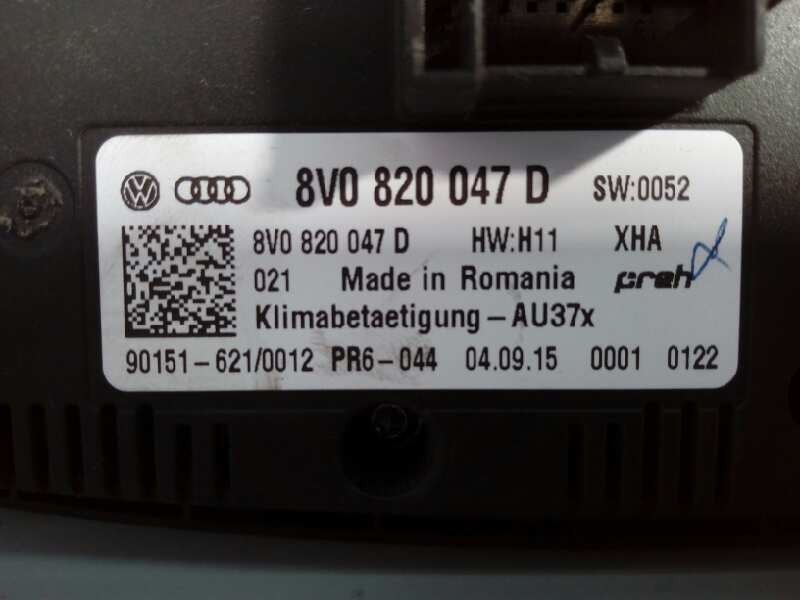 8V0 820 047 D SW:0052
8V0 820 047 D HW:H11 XHA
021 Made in Romania preh
Klimabetaetigung-AU37x
90151-621/0012 PR6-044 04.09.15 0001 0122